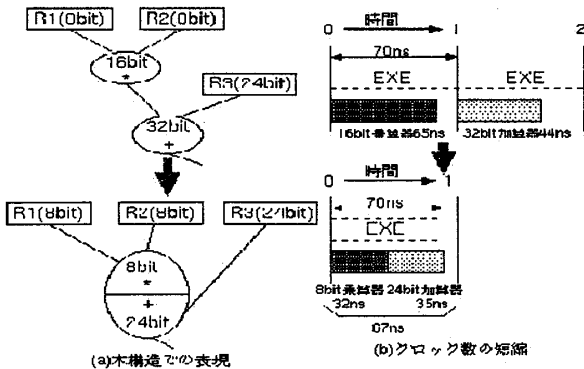 R1(0bit) R2(0bit)
16bit
*
R3(24bit)
32bit
+
R1(8bit) R2(8bit) R3(24bit)
8bit
*
+
24bit
(a)木構造での表現
時間
0 1 2
70ns
EXE EXE
16bit乗算器65ns 32bit加算器44ns
時間
0 1
70ns
EXE
8bit乗算器 24bit加算器
32ns 35ns
07ns
(b)クロック数の短縮